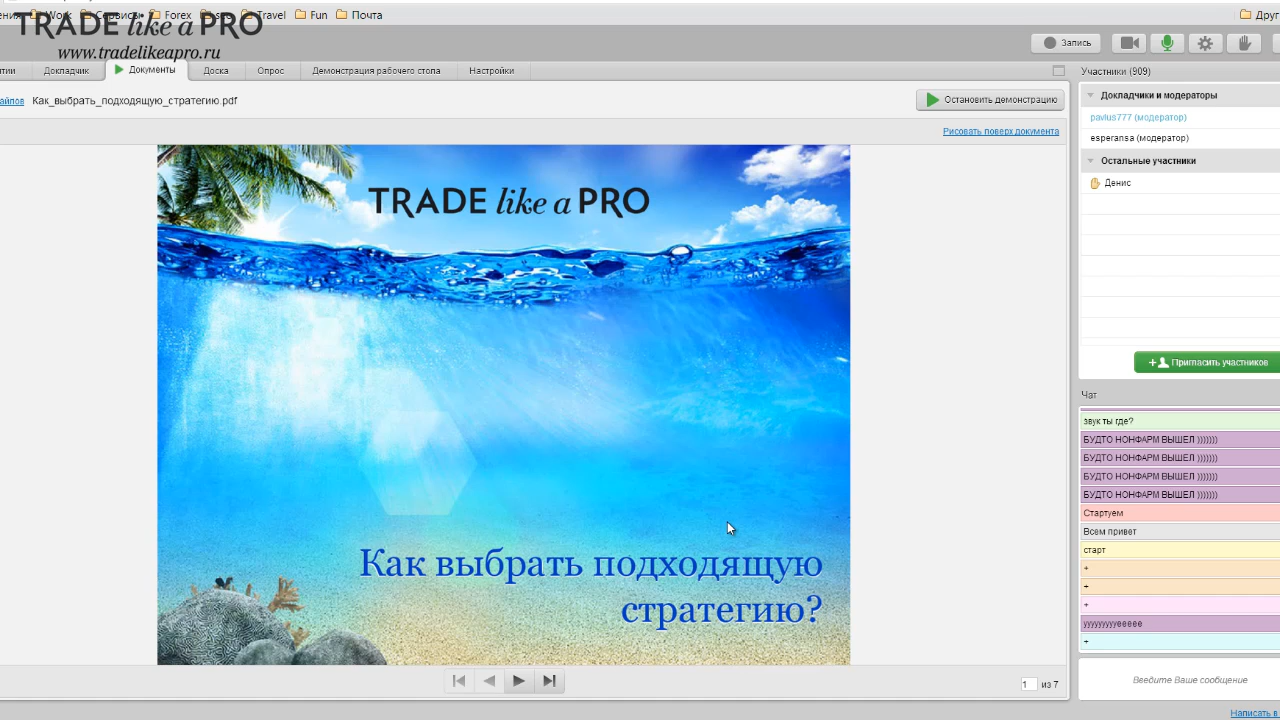 Work
Сервисы
Forex
Travel
Fun
Почта
TRADE like a PRO
www.tradelikeapro.ru
Запись
Докладчик
Документы
Доска
Опрос
Демонстрация рабочего стола
Настройки
Участники (909)
Как_выбрать_подходящую_стратегию.pdf
Остановить демонстрацию
Рисовать поверх документа
Докладчики и модераторы
pavlus777 (модератор)
esperansa (модератор)
Остальные участники
Денис
TRADE like a PRO
Как выбрать подходящую
стратегию?
Пригласить участников
Чат
звук ты где?
БУДТО НОНФАРМ ВЫШЕЛ )))))))
БУДТО НОНФАРМ ВЫШЕЛ )))))))
БУДТО НОНФАРМ ВЫШЕЛ )))))))
БУДТО НОНФАРМ ВЫШЕЛ )))))))
Стартуем
Всем привет
старт
+
+
+
ууууууууеееее
+
1 из 7
Введите Ваше сообщение
Написать в